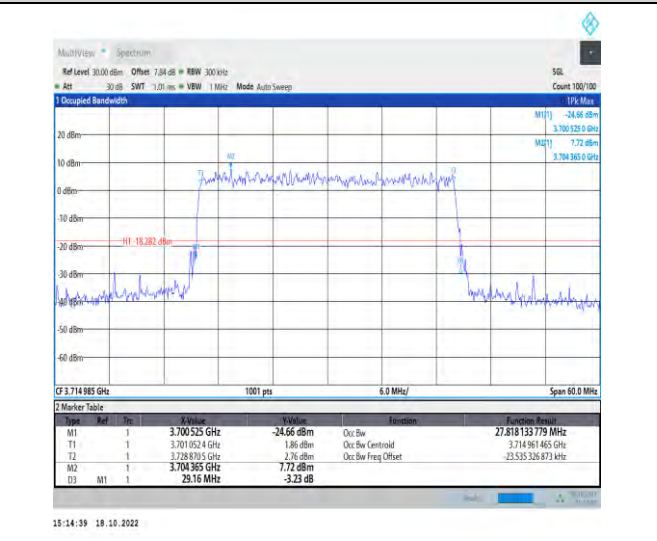 MultiView Spectrum
Ref Level 30.00 dBm Offset 7.84 dB RBW 300 kHz SGL
Att 30 dB SWT 1.01 ms VBW 1 MHz Mode Auto Sweep Count 100/100
1 Occupied Bandwidth 1Pk Max
M1[1] -24.66 dBm
3.700 525 0 GHz
M2[1] 7.72 dBm
3.704 365 0 GHz
20 dBm
M2
10 dBm
0 dBm
-10 dBm
H1 -18.282 dBm
-20 dBm
-30 dBm
-40 dBm
-50 dBm
-60 dBm
CF 3.714 985 GHz 1001 pts 6.0 MHz/ Span 60.0 MHz
2 Marker Table
Type Ref Trc X-Value Y-Value Function Function Result
M1 1 3.700 525 GHz -24.66 dBm Occ Bw 27.818 133 779 MHz
T1 1 3.701 052 4 GHz 1.86 dBm Occ Bw Centroid 3.714 961 465 GHz
T2 1 3.728 870 5 GHz 2.76 dBm Occ Bw Freq Offset -23.535 326 873 kHz
M2 1 3.704 365 GHz 7.72 dBm
D3 M1 1 29.16 MHz -3.23 dB
15:14:39 18.10.2022